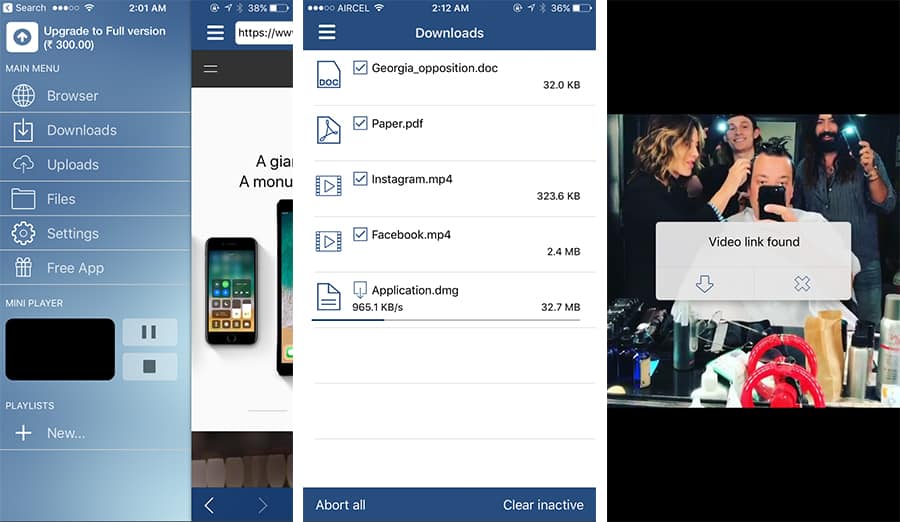 Search
2:01 AM
38%
Upgrade to Full version
(₹ 300.00)
MAIN MENU
Browser
Downloads
Uploads
Files
Settings
Free App
MINI PLAYER
PLAYLISTS
New...
https://ww
A gia
A monu
AIRCEL
2:12 AM
36%
Downloads
DOC
Georgia_opposition.doc
32.0 KB
Paper.pdf
Instagram.mp4
323.6 KB
Facebook.mp4
2.4 MB
Application.dmg
965.1 KB/s
32.7 MB
Abort all
Clear inactive
Video link found